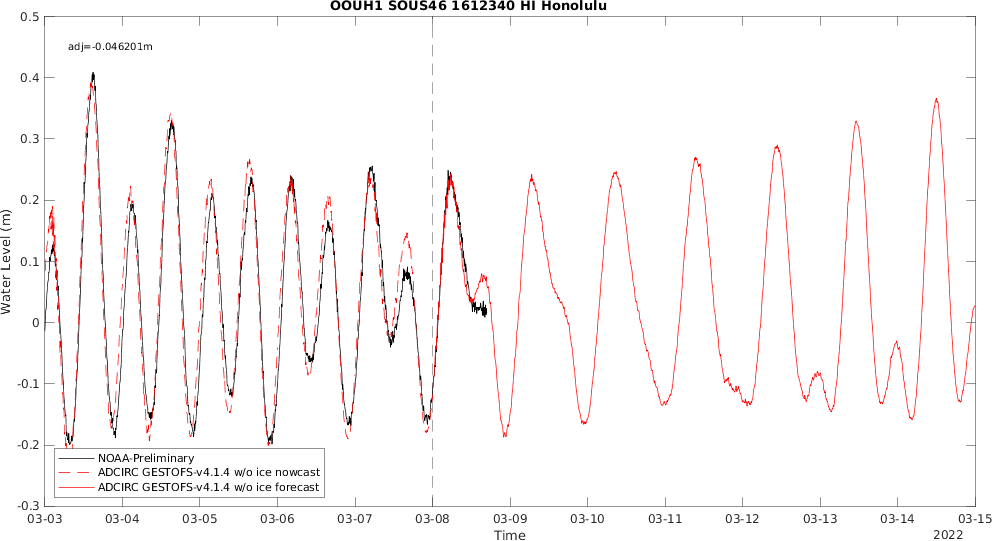 OOUH1 SOUS46 1612340 HI Honolulu
adj=-0.046201m
0.5
0.4
0.3
0.2
0.1
0
-0.1
-0.2
-0.3
Water Level (m)
NOAA-Preliminary
ADCIRC GESTOFS-v4.1.4 w/o ice nowcast
ADCIRC GESTOFS-v4.1.4 w/o ice forecast
03-03 03-04 03-05 03-06 03-07 03-08 03-09 03-10 03-11 03-12 03-13 03-14 03-15
Time
2022